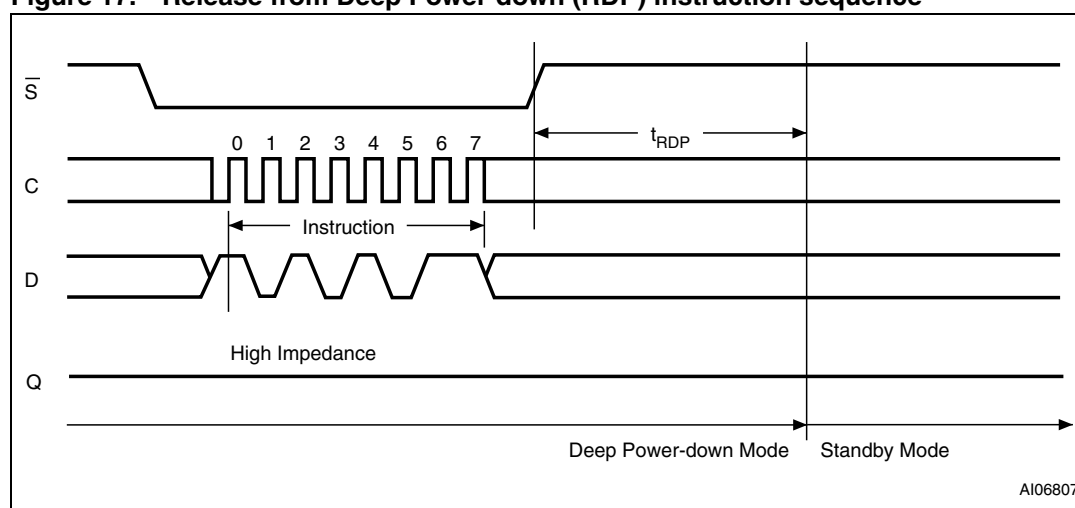 Figure 17. Release from Deep Power-down (RDP) instruction sequence
S
0 1 2 3 4 5 6 7
tRDP
C
Instruction
D
High Impedance
Q
Deep Power-down Mode Standby Mode
AI06807